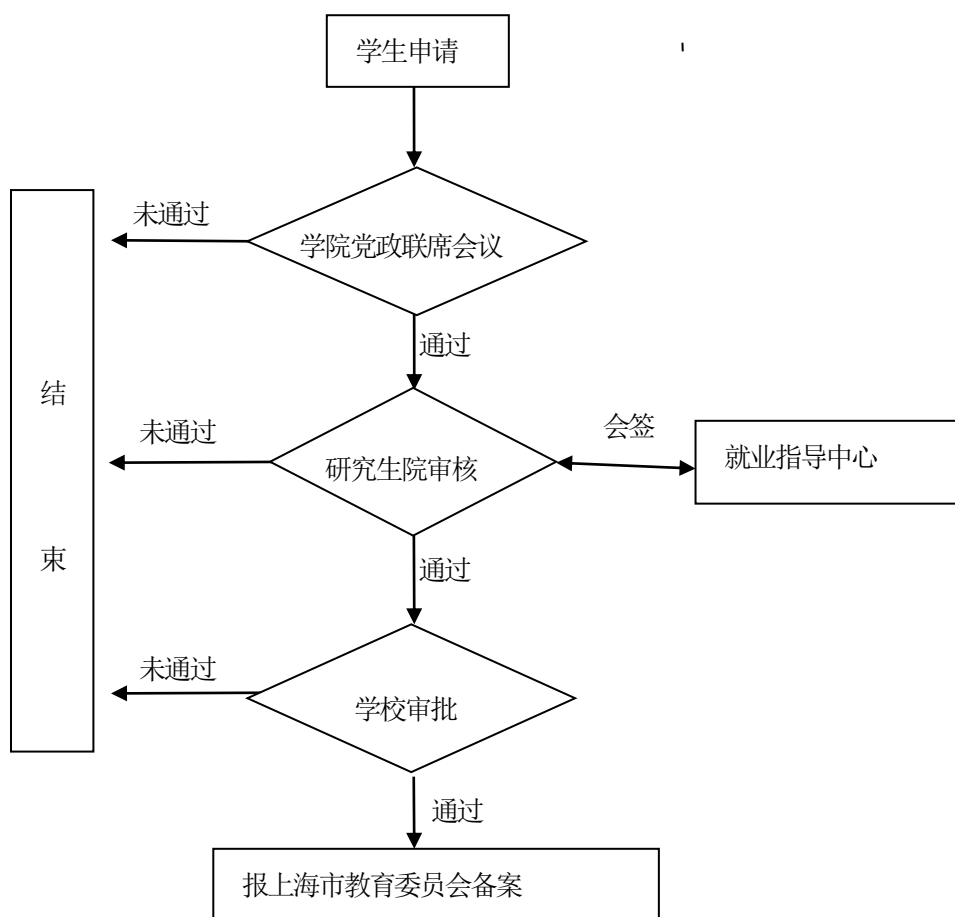 学生申请
未通过
学院党政联席会议
通过
结
束
未通过
研究生院审核
会签
就业指导中心
通过
未通过
学校审批
通过
报上海市教育委员会备案